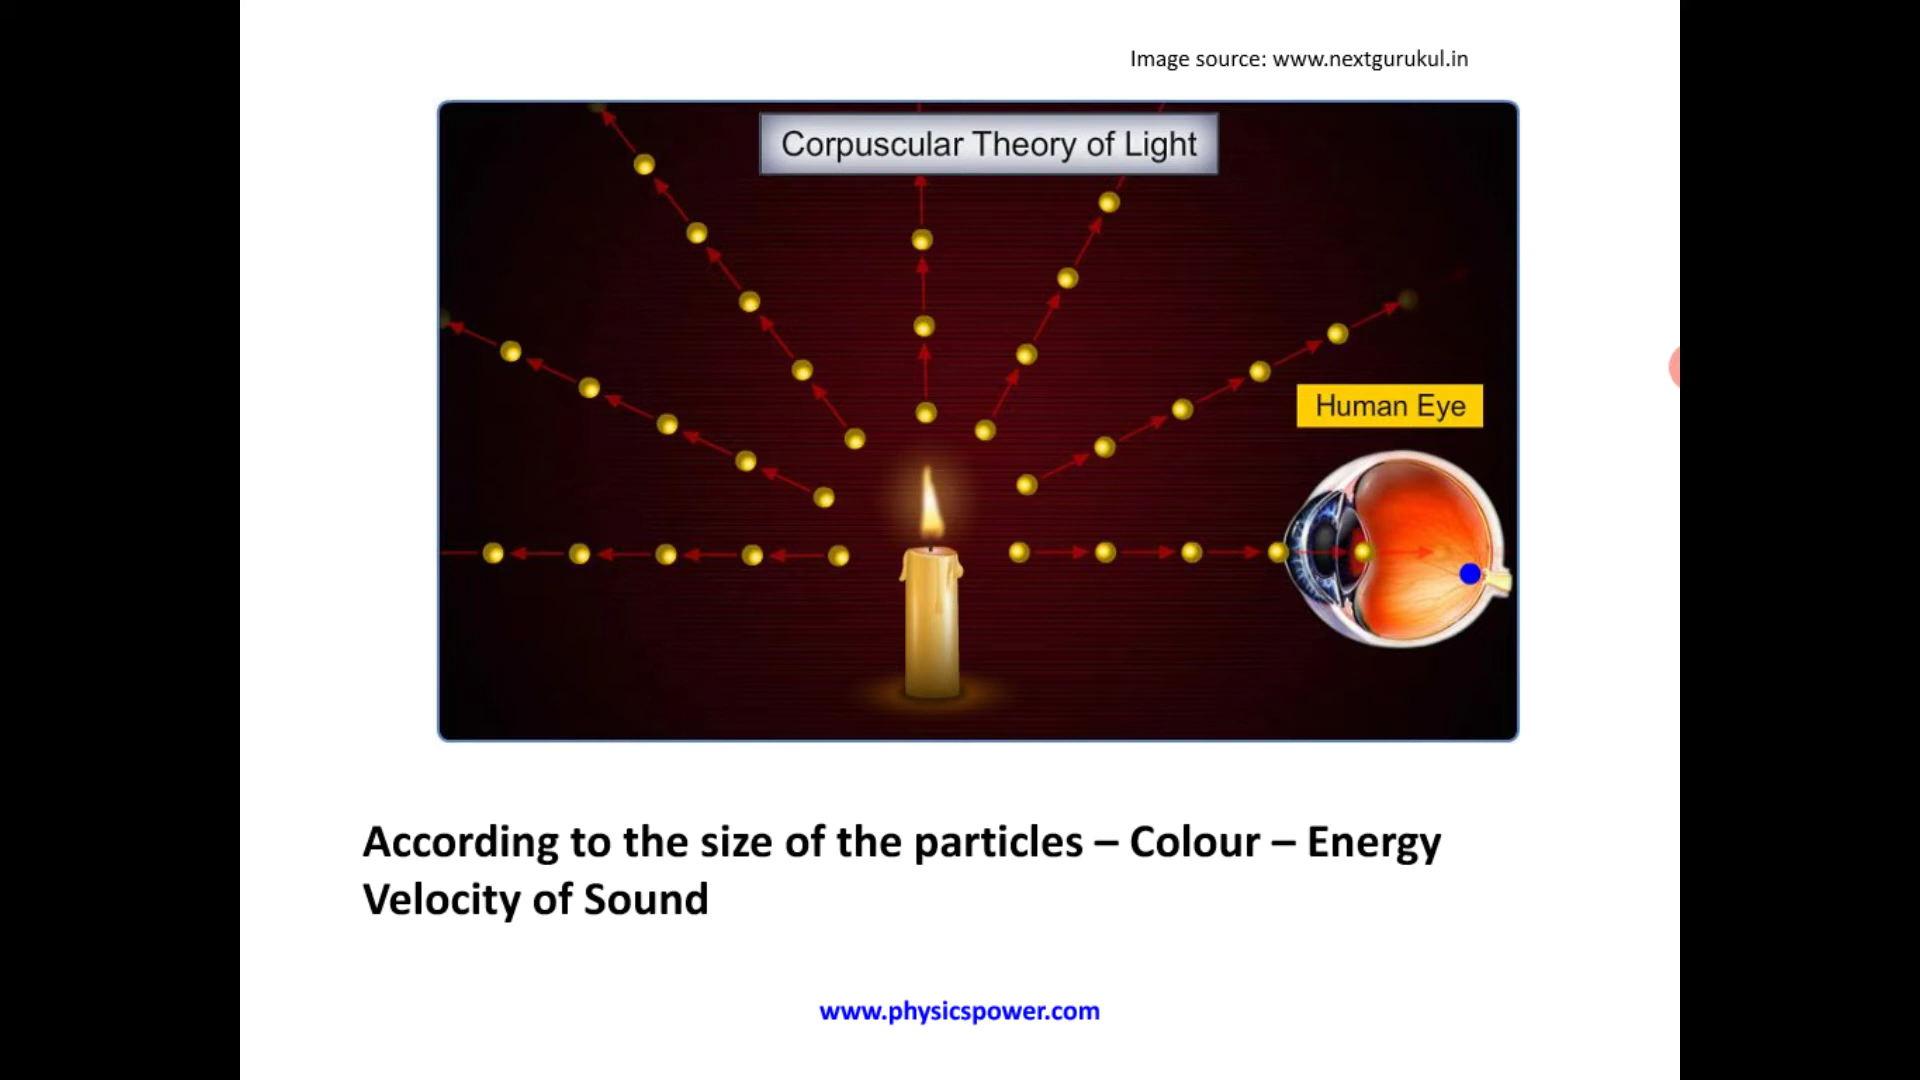 Image source: www.nextgurukul.in
Corpuscular Theory of Light
Human Eye
According to the size of the particles – Colour – Energy
Velocity of Sound
www.physicspower.com